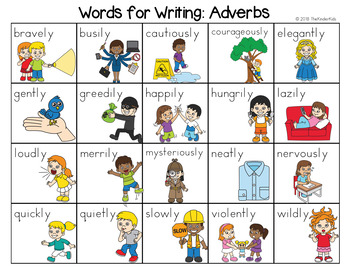 Words for Writing: Adverbs
© 2018 TheKinderKids
bravely busily cautiously courageously elegantly
gently greedily happily hungrily lazily
loudly merrily mysteriously neatly nervously
quickly quietly slowly violently wildly
SLOW